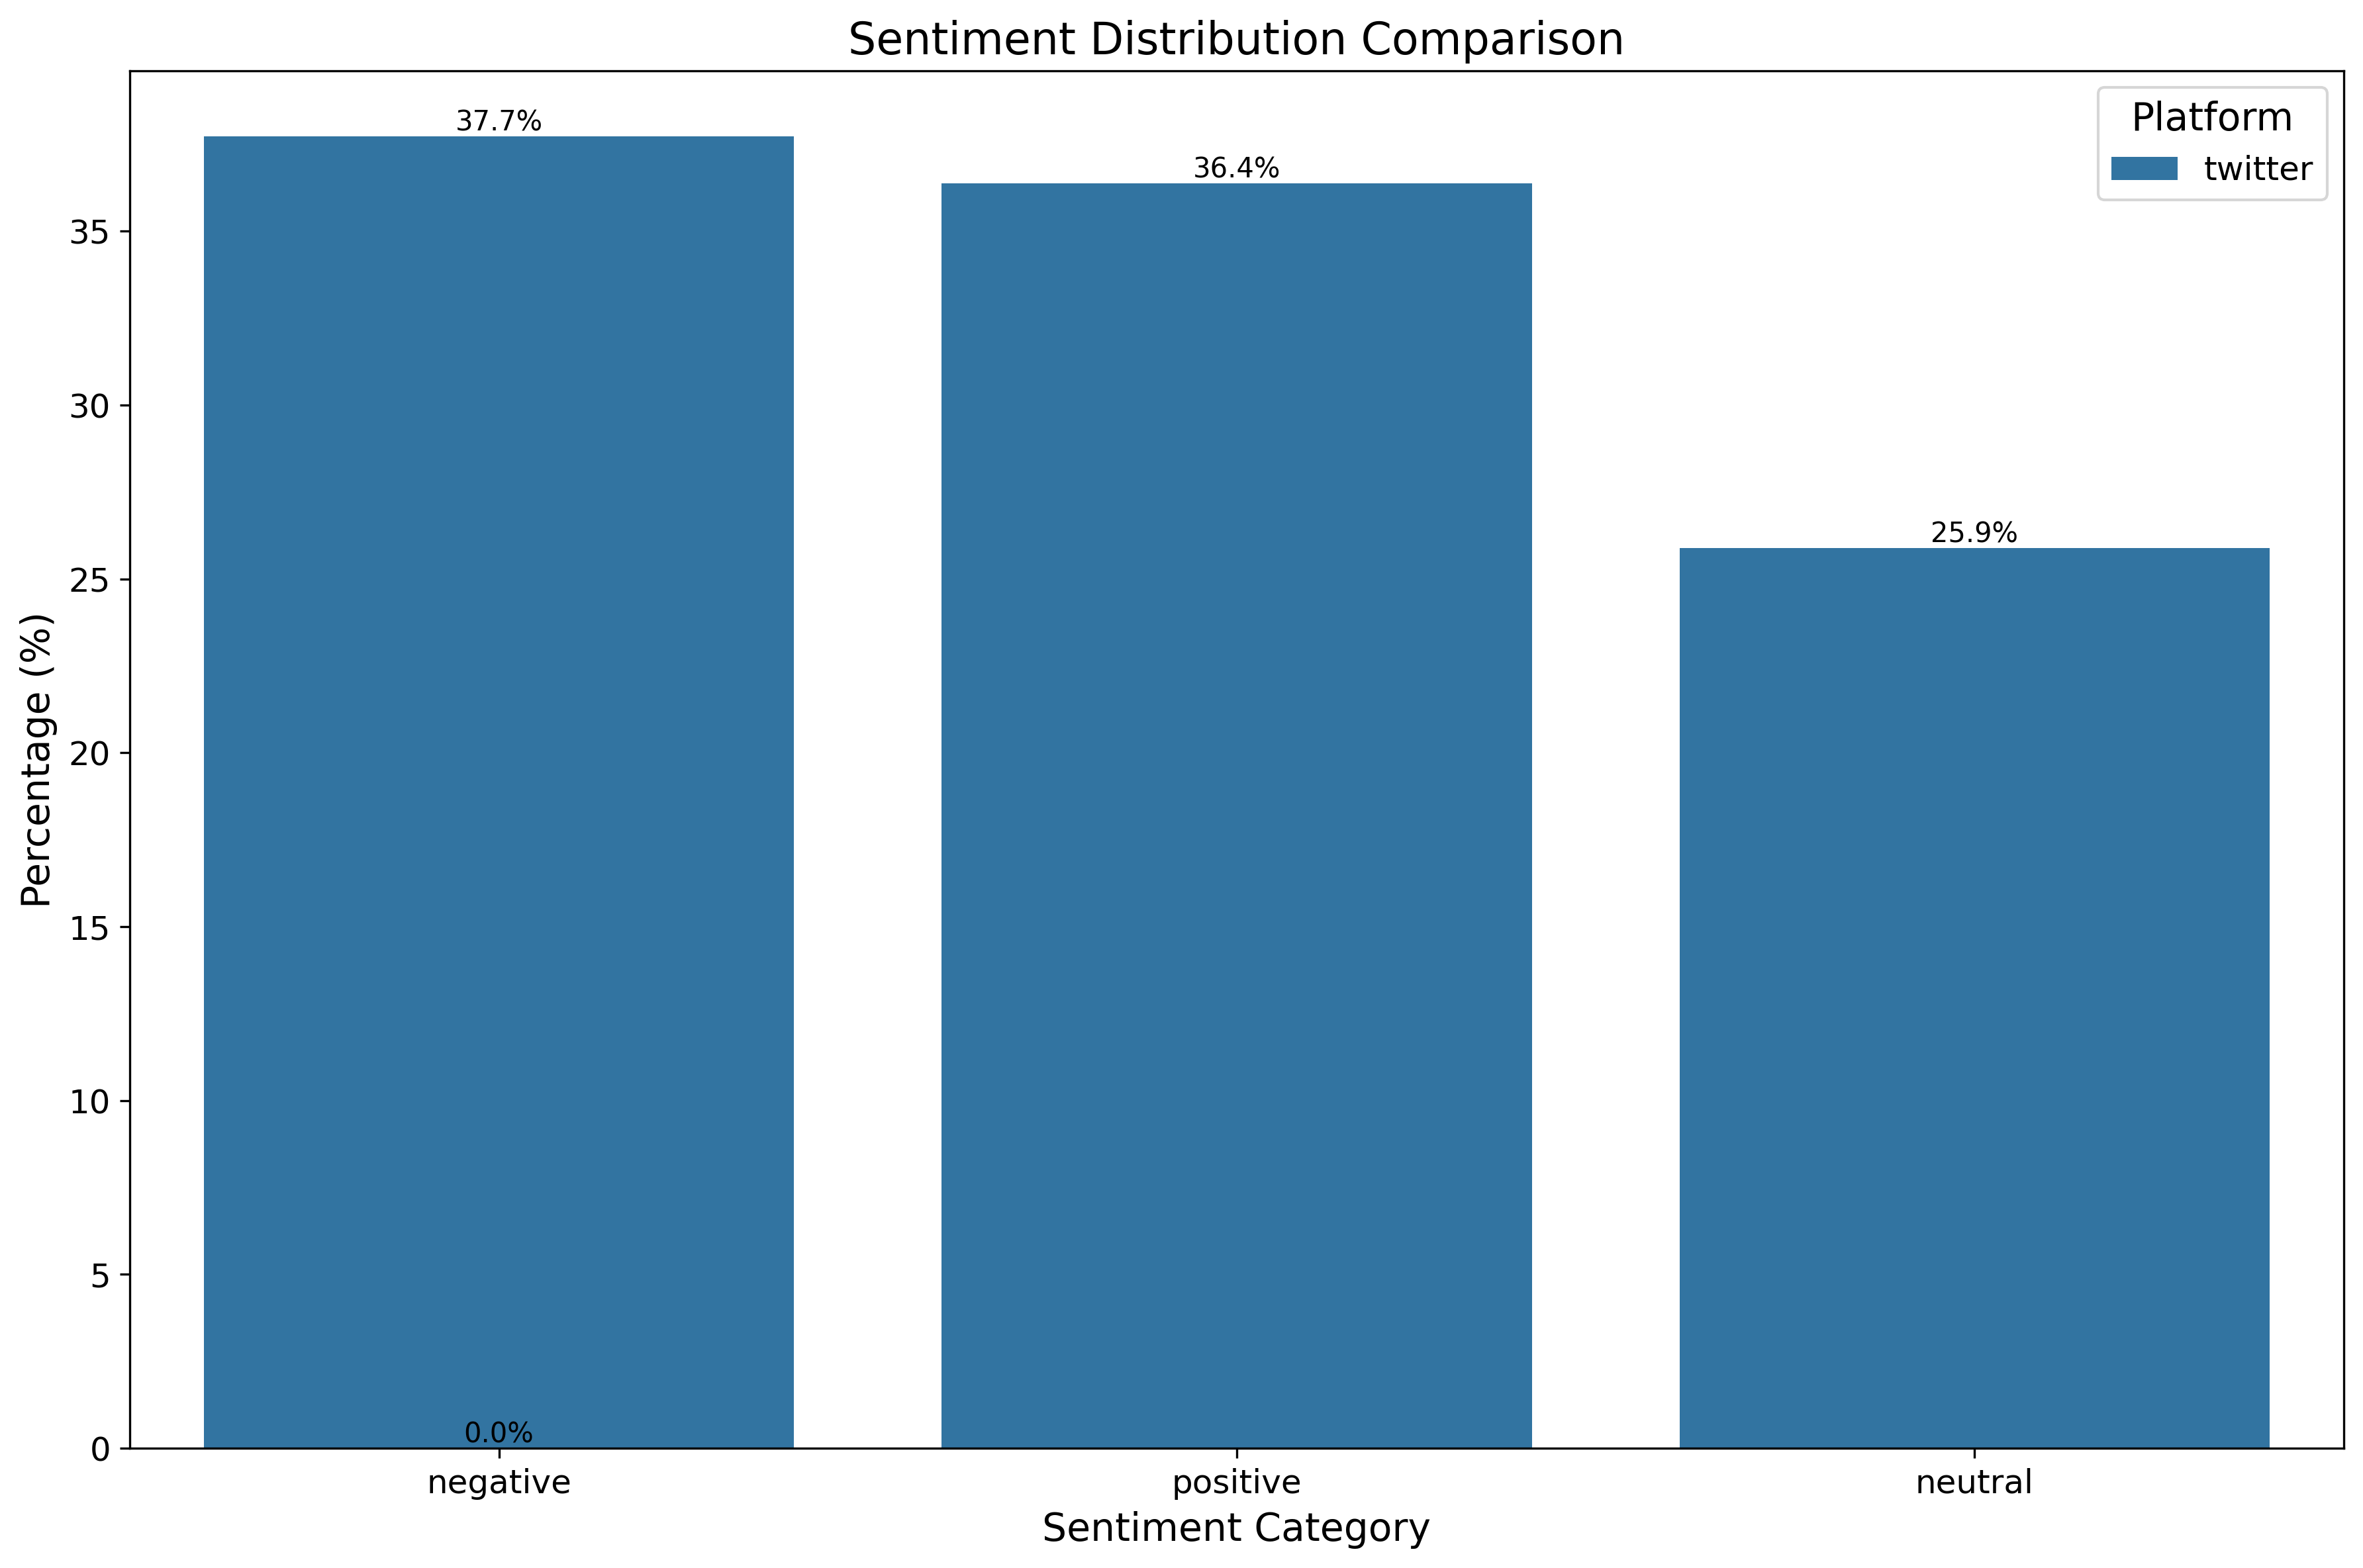 Sentiment Distribution Comparison
Platform
twitter
37.7%
36.4%
25.9%
0.0%
35
30
25
20
15
10
5
0
Percentage (%)
negative
positive
neutral
Sentiment Category